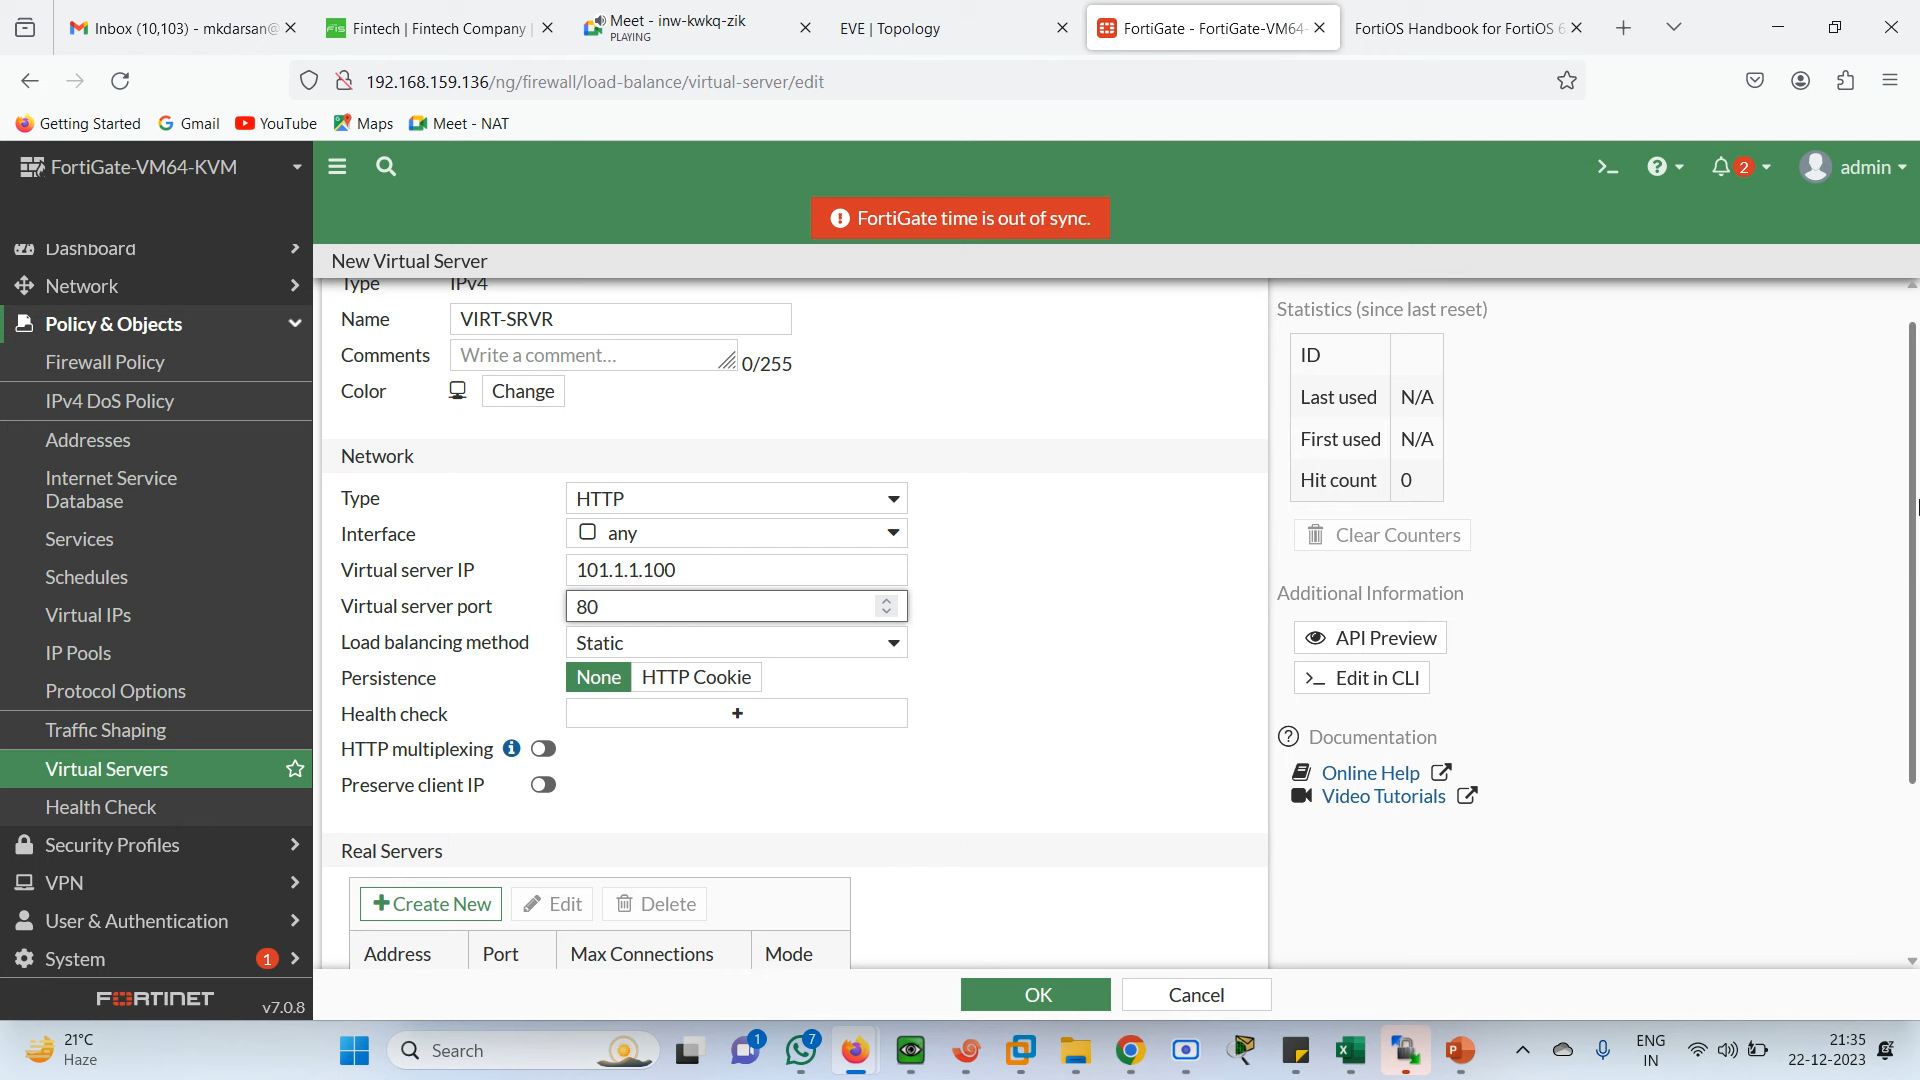 Inbox (10,103) - mkdarsan@
Fintech | Fintech Company |
Meet - inw-kwkq-zik
PLAYING
EVE | Topology
FortiGate - FortiGate-VM64-
FortiOS Handbook for FortiOS 6
192.168.159.136/ng/firewall/load-balance/virtual-server/edit
Getting Started
Gmail
YouTube
Maps
Meet - NAT
FortiGate-VM64-KVM
2
admin
FortiGate time is out of sync.
Dashboard
Network
Policy & Objects
Firewall Policy
IPv4 DoS Policy
Addresses
Internet Service
Database
Services
Schedules
Virtual IPs
IP Pools
Protocol Options
Traffic Shaping
Virtual Servers
Health Check
Security Profiles
VPN
User & Authentication
System 1
FORTINET v7.0.8
New Virtual Server
Type IPv4
Name VIRT-SRVR
Comments Write a comment... 0/255
Color Change
Network
Type HTTP
Interface any
Virtual server IP 101.1.1.100
Virtual server port 80
Load balancing method Static
Persistence None HTTP Cookie
Health check +
HTTP multiplexing
Preserve client IP
Real Servers
+ Create New Edit Delete
Address Port Max Connections Mode
OK Cancel
Statistics (since last reset)
ID
Last used N/A
First used N/A
Hit count 0
Clear Counters
Additional Information
API Preview
>_ Edit in CLI
Documentation
Online Help
Video Tutorials
21°C
Haze
Search
1
7
ENG
IN
21:35
22-12-2023